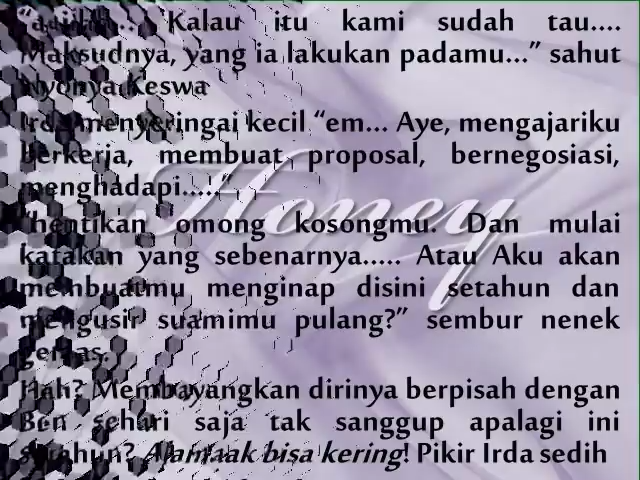 Kalau itu kami sudah tau....
Maksudnya, yang ia lakukan padamu...” sahut
Nyonya Keswa
Irda menyeringai kecil “em... Aye, mengajariku
berkerja, membuat proposal, bernegosiasi,
menghadapi.....”
“hentikan omong kosongmu. Dan mulai
katakan yang sebenarnya..... Atau Aku akan
membuatmu menginap disini setahun dan
mengusir suamimu pulang?” sembur nenek
gemas.
Hah? Membayangkan dirinya berpisah dengan
Ben sehari saja tak sanggup apalagi ini
setahun? bisa kering! Pikir Irda sedih
Honey